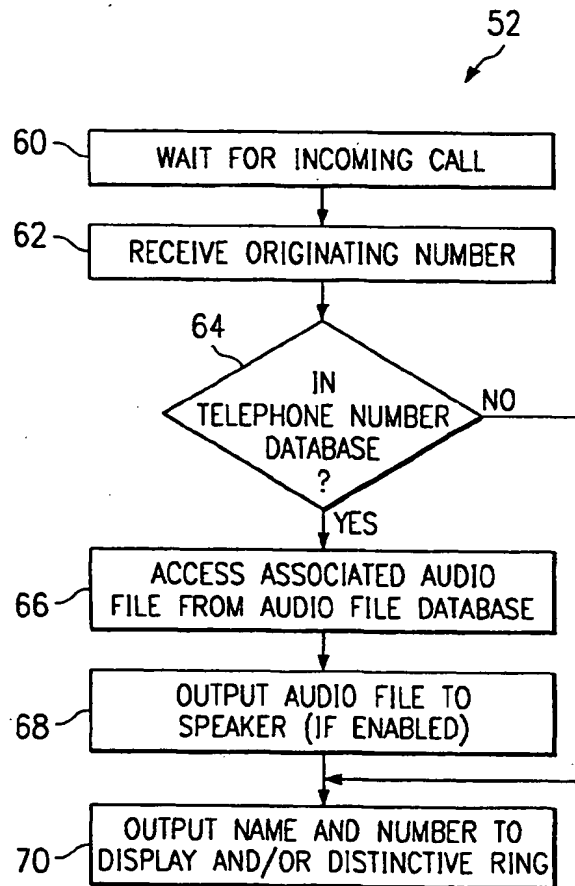 52
60
WAIT FOR INCOMING CALL
62
RECEIVE ORIGINATING NUMBER
64
IN
TELEPHONE NUMBER
DATABASE
?
NO
YES
66
ACCESS ASSOCIATED AUDIO
FILE FROM AUDIO FILE DATABASE
68
OUTPUT AUDIO FILE TO
SPEAKER (IF ENABLED)
70
OUTPUT NAME AND NUMBER TO
DISPLAY AND/OR DISTINCTIVE RING